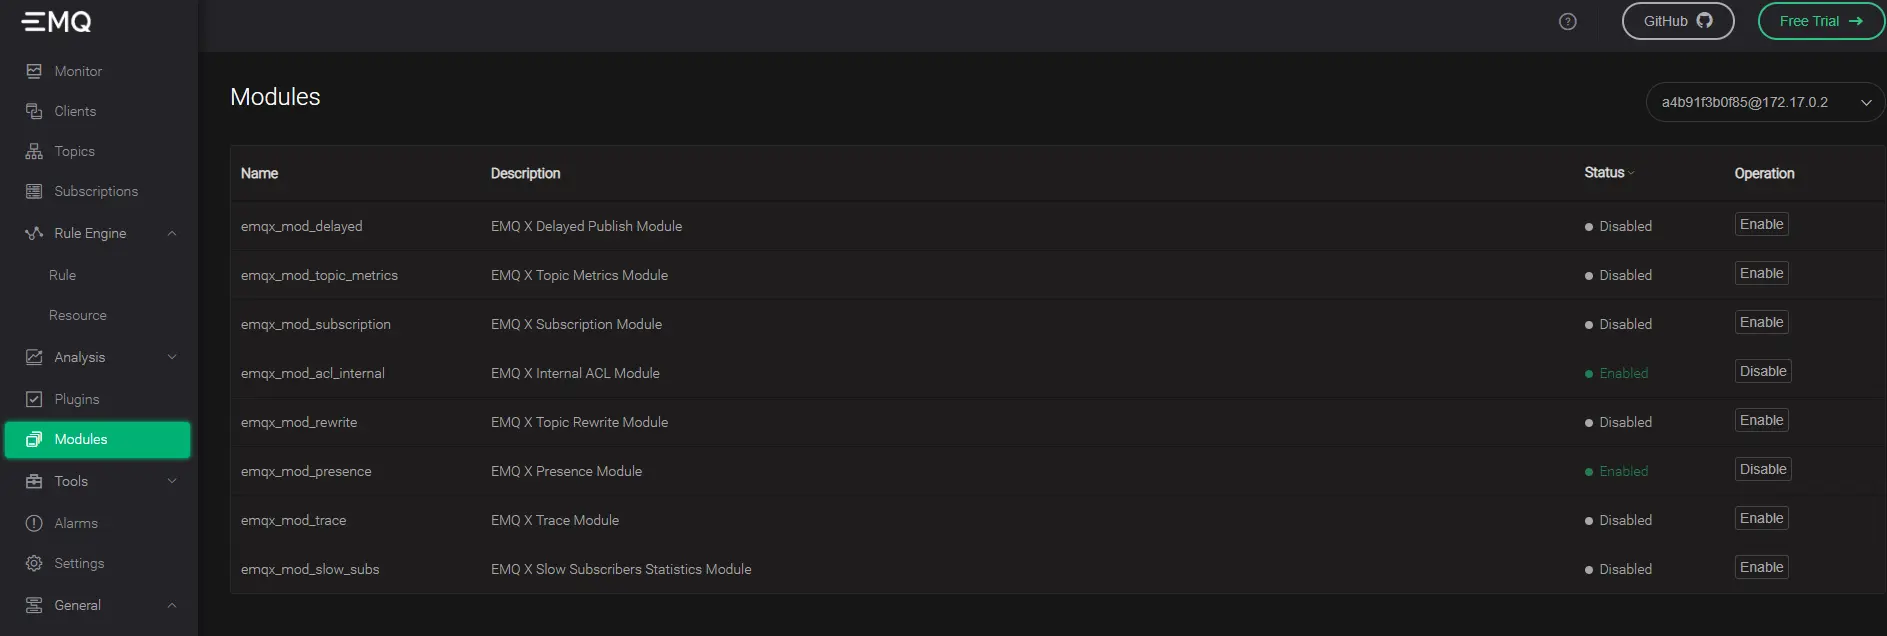 EMQ
GitHub
Free Trial →
Monitor
Clients
Topics
Subscriptions
Rule Engine
Rule
Resource
Analysis
Plugins
Modules
Tools
Alarms
Settings
General
Modules
a4b91f3b0f85@172.17.0.2
Name Description Status Operation
emqx_mod_delayed EMQ X Delayed Publish Module Disabled Enable
emqx_mod_topic_metrics EMQ X Topic Metrics Module Disabled Enable
emqx_mod_subscription EMQ X Subscription Module Disabled Enable
emqx_mod_acl_internal EMQ X Internal ACL Module Enabled Disable
emqx_mod_rewrite EMQ X Topic Rewrite Module Disabled Enable
emqx_mod_presence EMQ X Presence Module Enabled Disable
emqx_mod_trace EMQ X Trace Module Disabled Enable
emqx_mod_slow_subs EMQ X Slow Subscribers Statistics Module Disabled Enable